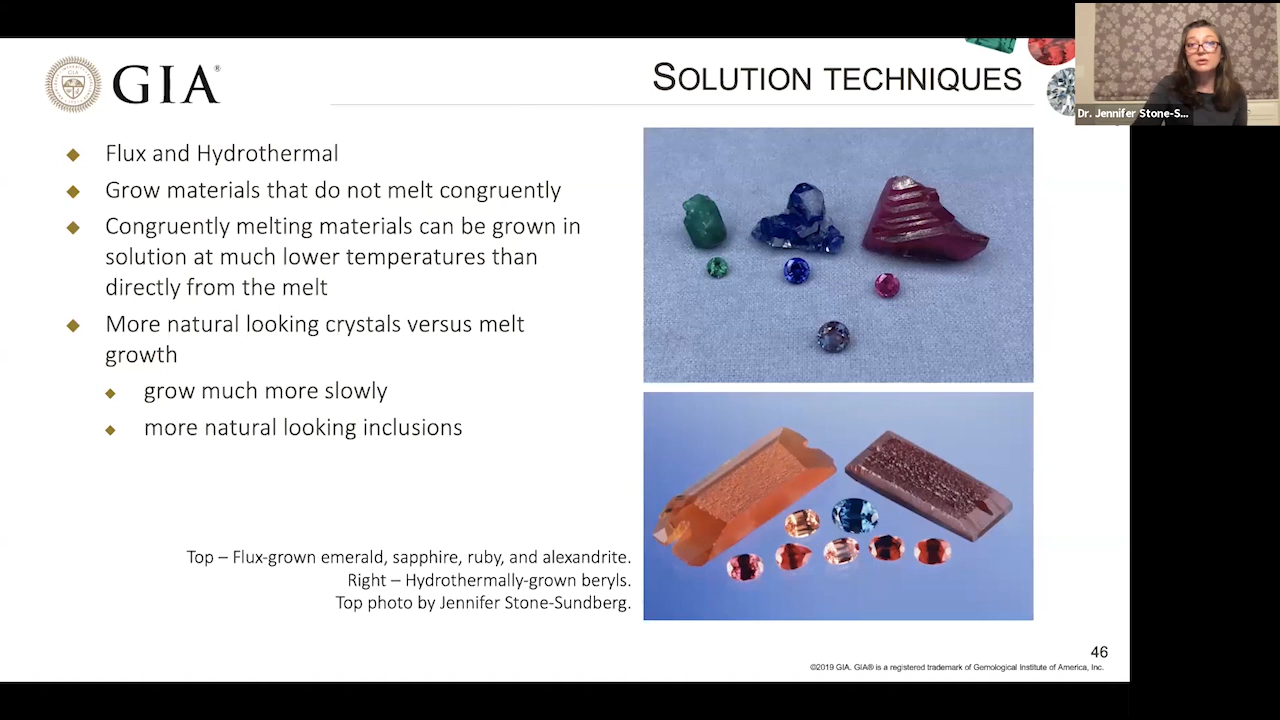 GIA®
SOLUTION TECHNIQUES
Dr. Jennifer Stone-S...
Flux and Hydrothermal
Grow materials that do not melt congruently
Congruently melting materials can be grown in
solution at much lower temperatures than
directly from the melt
More natural looking crystals versus melt
growth
grow much more slowly
more natural looking inclusions
Top – Flux-grown emerald, sapphire, ruby, and alexandrite.
Right – Hydrothermally-grown beryls.
Top photo by Jennifer Stone-Sundberg.
46
©2019 GIA. GIA® is a registered trademark of Gemological Institute of America, Inc.